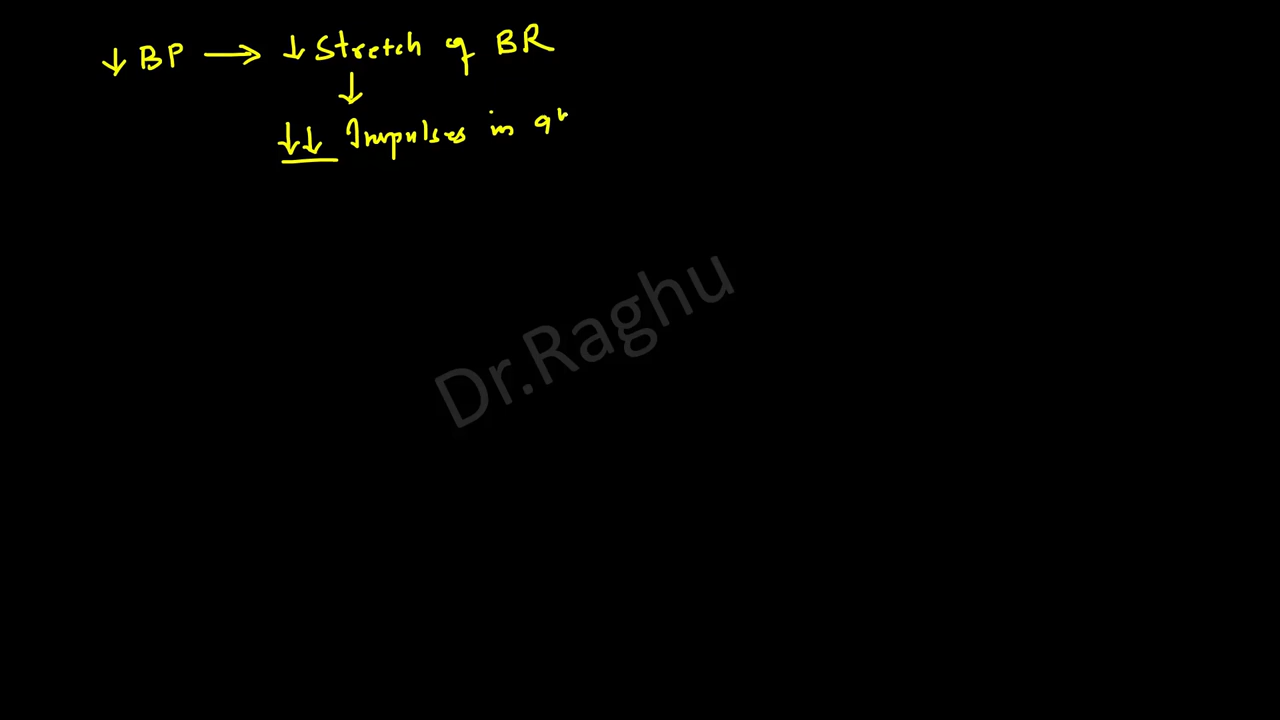 ↓ BP → ↓ Stretch of BR
↓
↓↓ Impulses in
Dr.Raghu